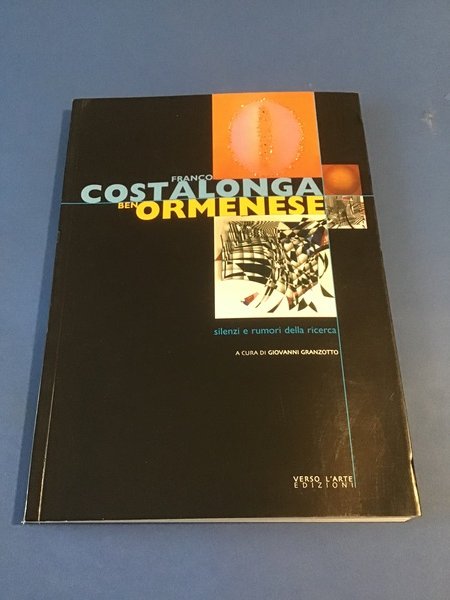 FRANCO
COSTALONGA
BEN ORMENESE
silenzi e rumori della ricerca
A CURA DI GIOVANNI GRANZOTTO
VERSO L'ARTE
EDIZIONI